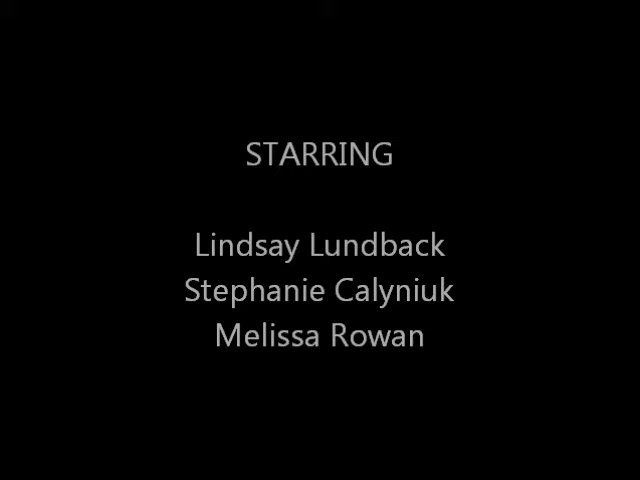 STARRING
Lindsay Lundback
Stephanie Calyniuk
Melissa Rowan